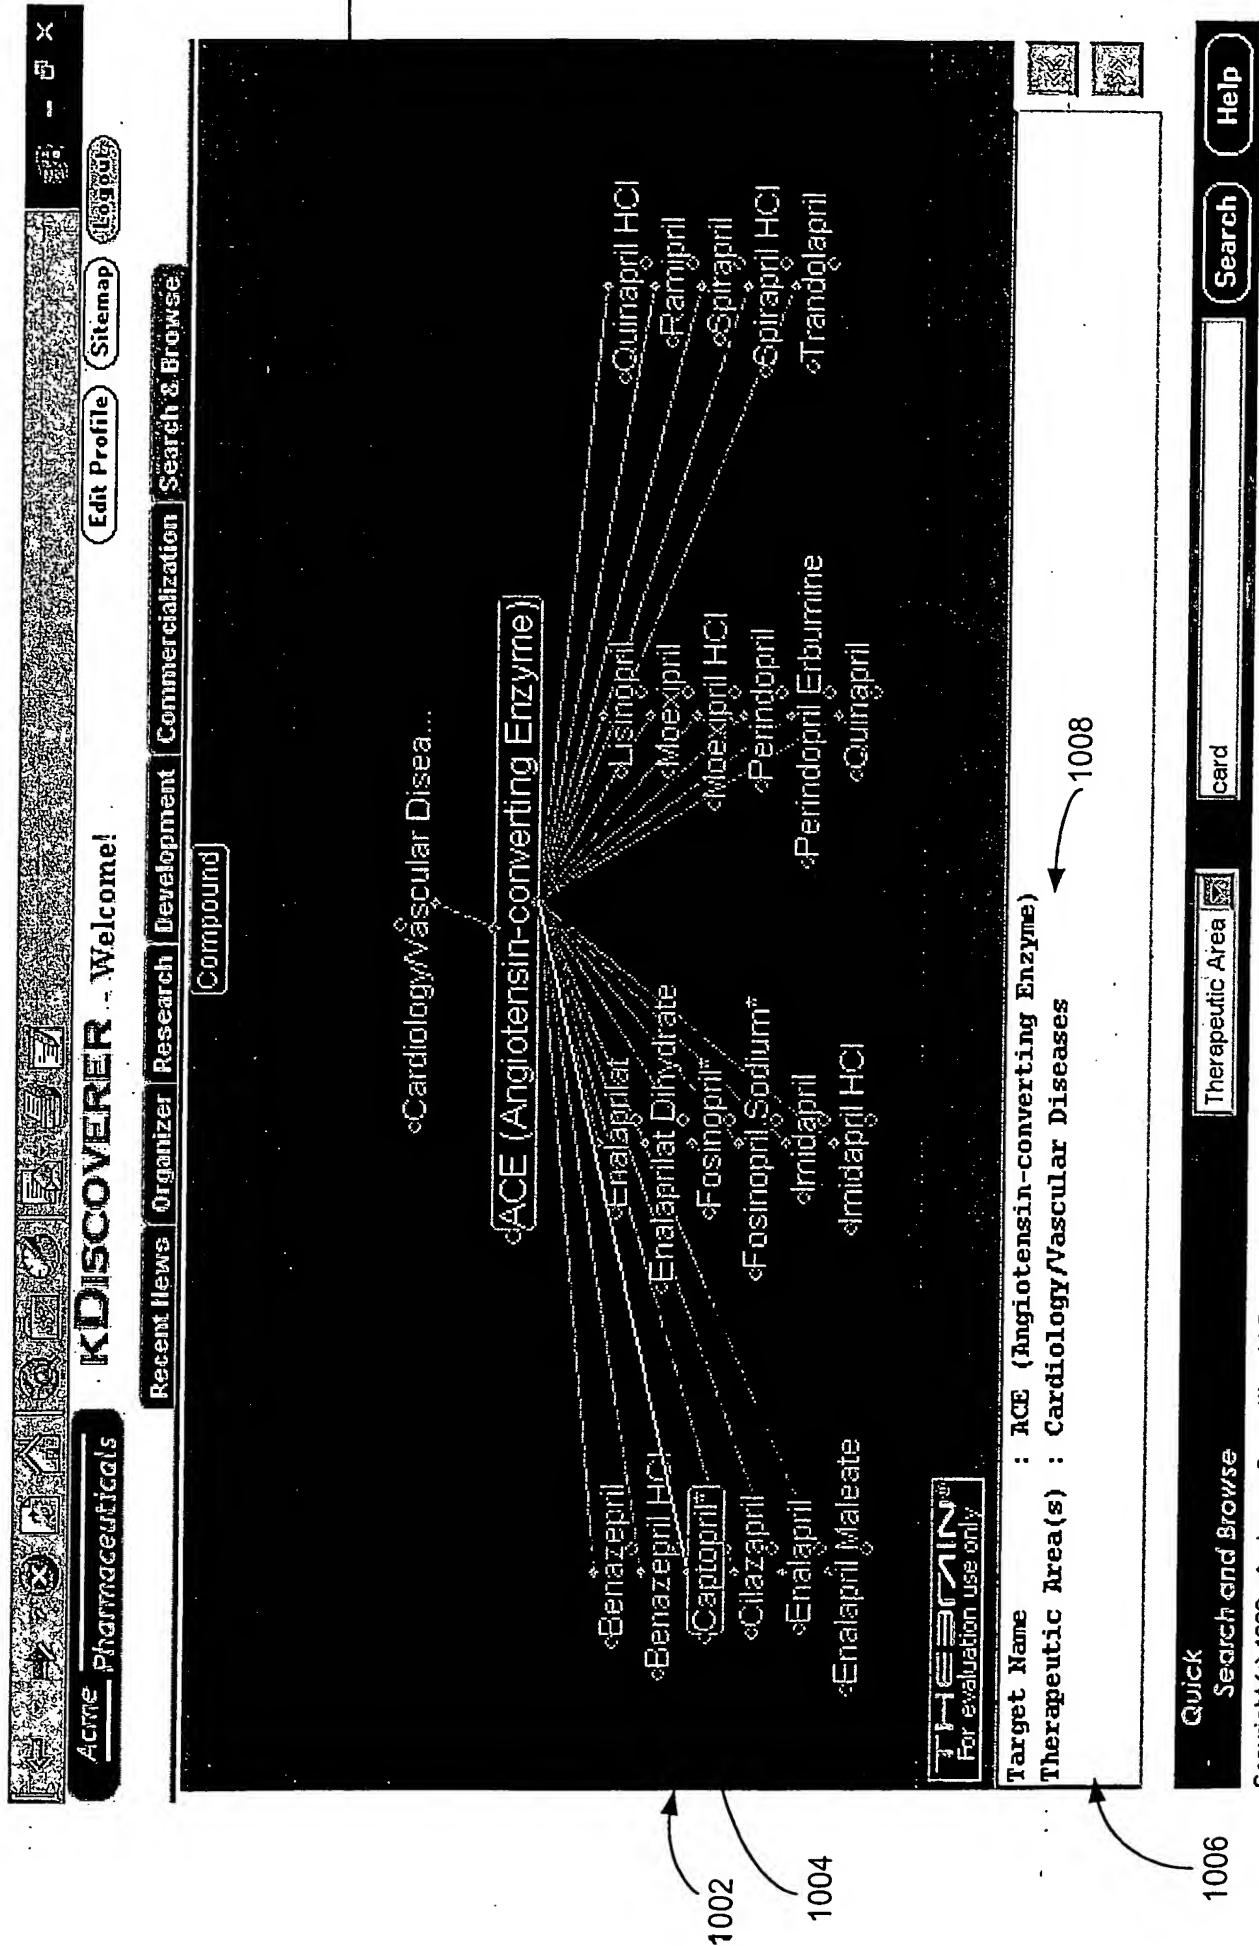 Acme Pharmaceuticals
KDISCOVERER - Welcome!
Edit Profile Sitemap Logout
Recent News Organizer Research Development Commercialization Search & Browse
Compound
Cardiology/Vascular Disea...
ACE (Angiotensin-converting Enzyme)
Benazepril
Benazepril HCl
Captopril*
Cilazapril
Enalapril
Enalapril Maleate
Enalaprilat
Enalaprilat Dihydrate
Fosinopril*
Fosinopril Sodium*
Imidapril
Imidapril HCl
Lisinopril
Moexipril
Moexipril HCl
Perindopril
Perindopril Erbumine
Quinapril
Quinapril HCl
Ramipril
Spirapril
Spirapril HCl
Trandolapril
THEBRAIN
For evaluation use only
Target Name : ACE (Angiotensin-converting Enzyme)
Therapeutic Area(s) : Cardiology/Vascular Diseases
Quick
Search and Browse
Therapeutic Area
card
Search Help
1002
1004
1006
1008